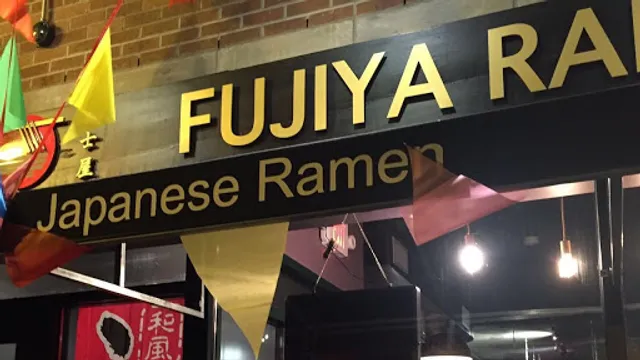 FUJIYA RA
士屋
Japanese Ramen
和風